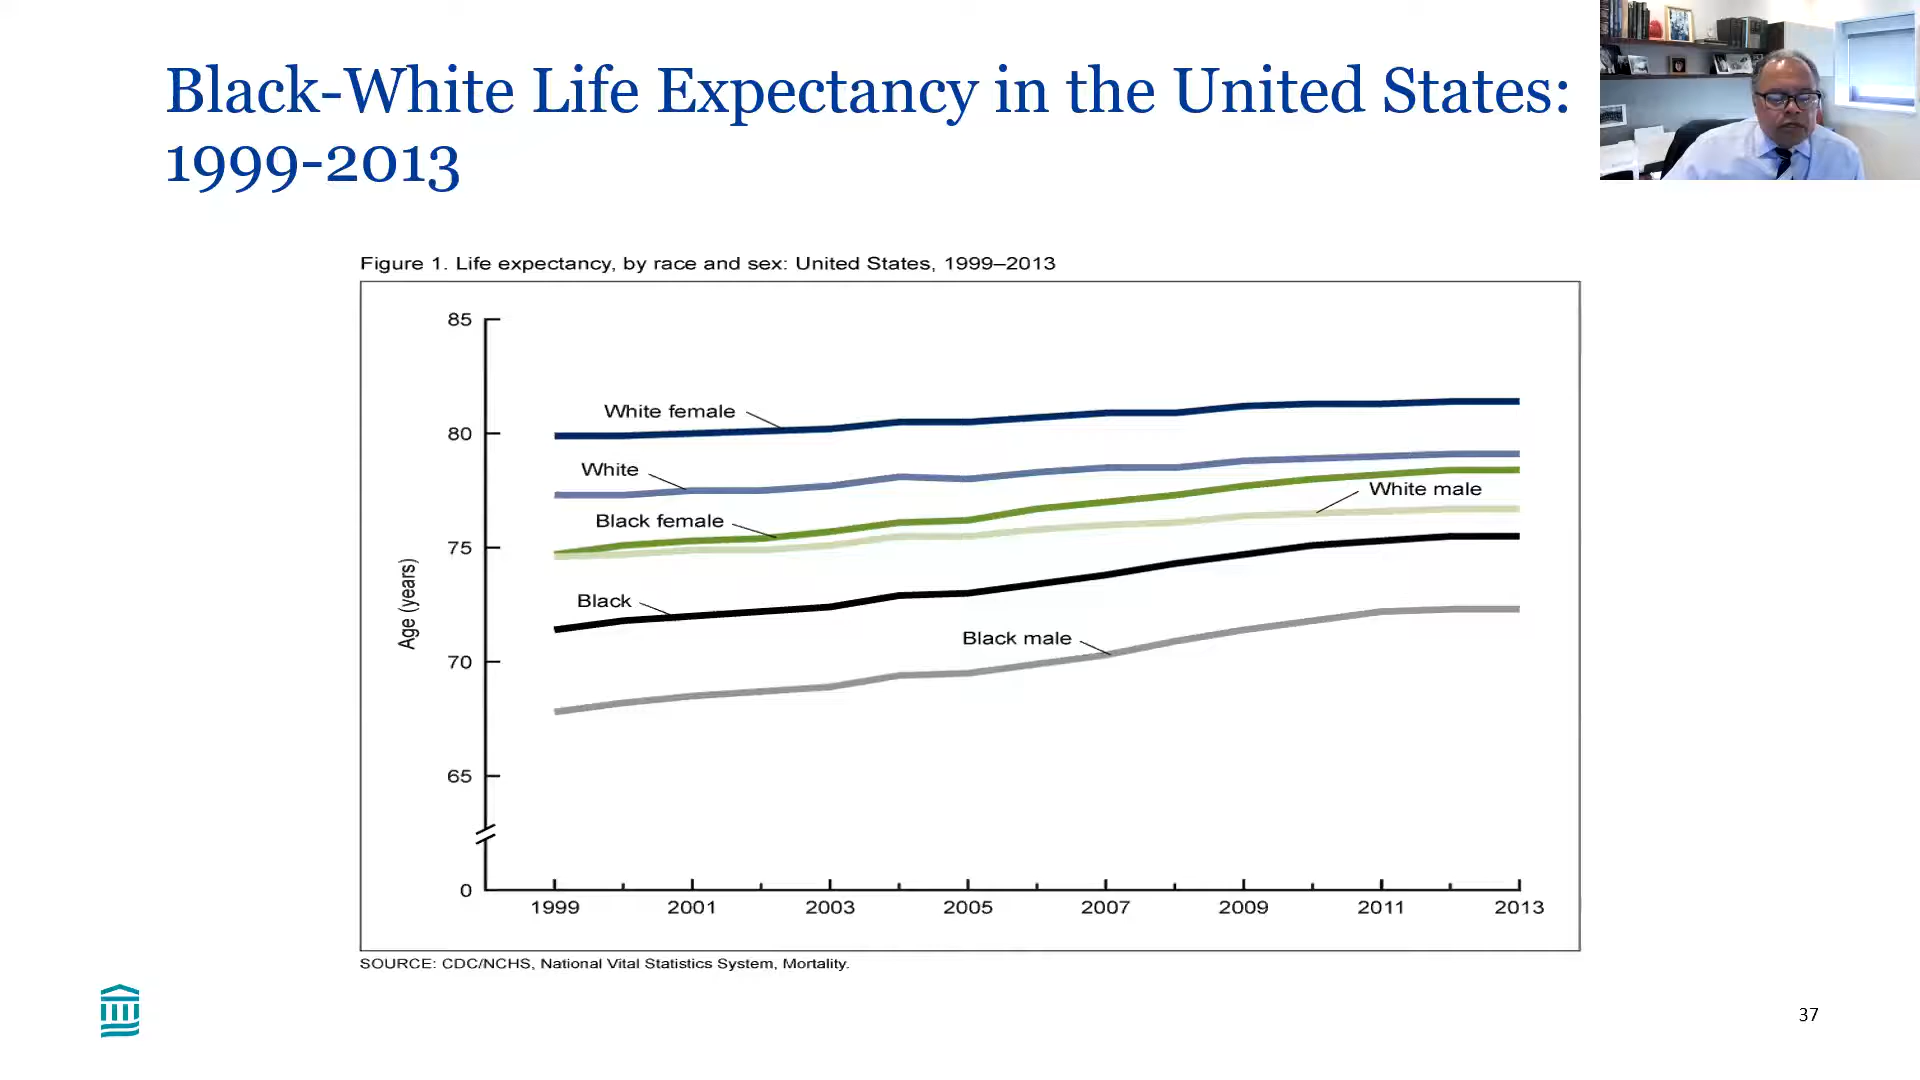 Black-White Life Expectancy in the United States:
1999-2013
Figure 1. Life expectancy, by race and sex: United States, 1999–2013
85
White female
80
White
White male
Black female
75
Age (years)
Black
Black male
70
65
0
1999 2001 2003 2005 2007 2009 2011 2013
SOURCE: CDC/NCHS, National Vital Statistics System, Mortality.
37